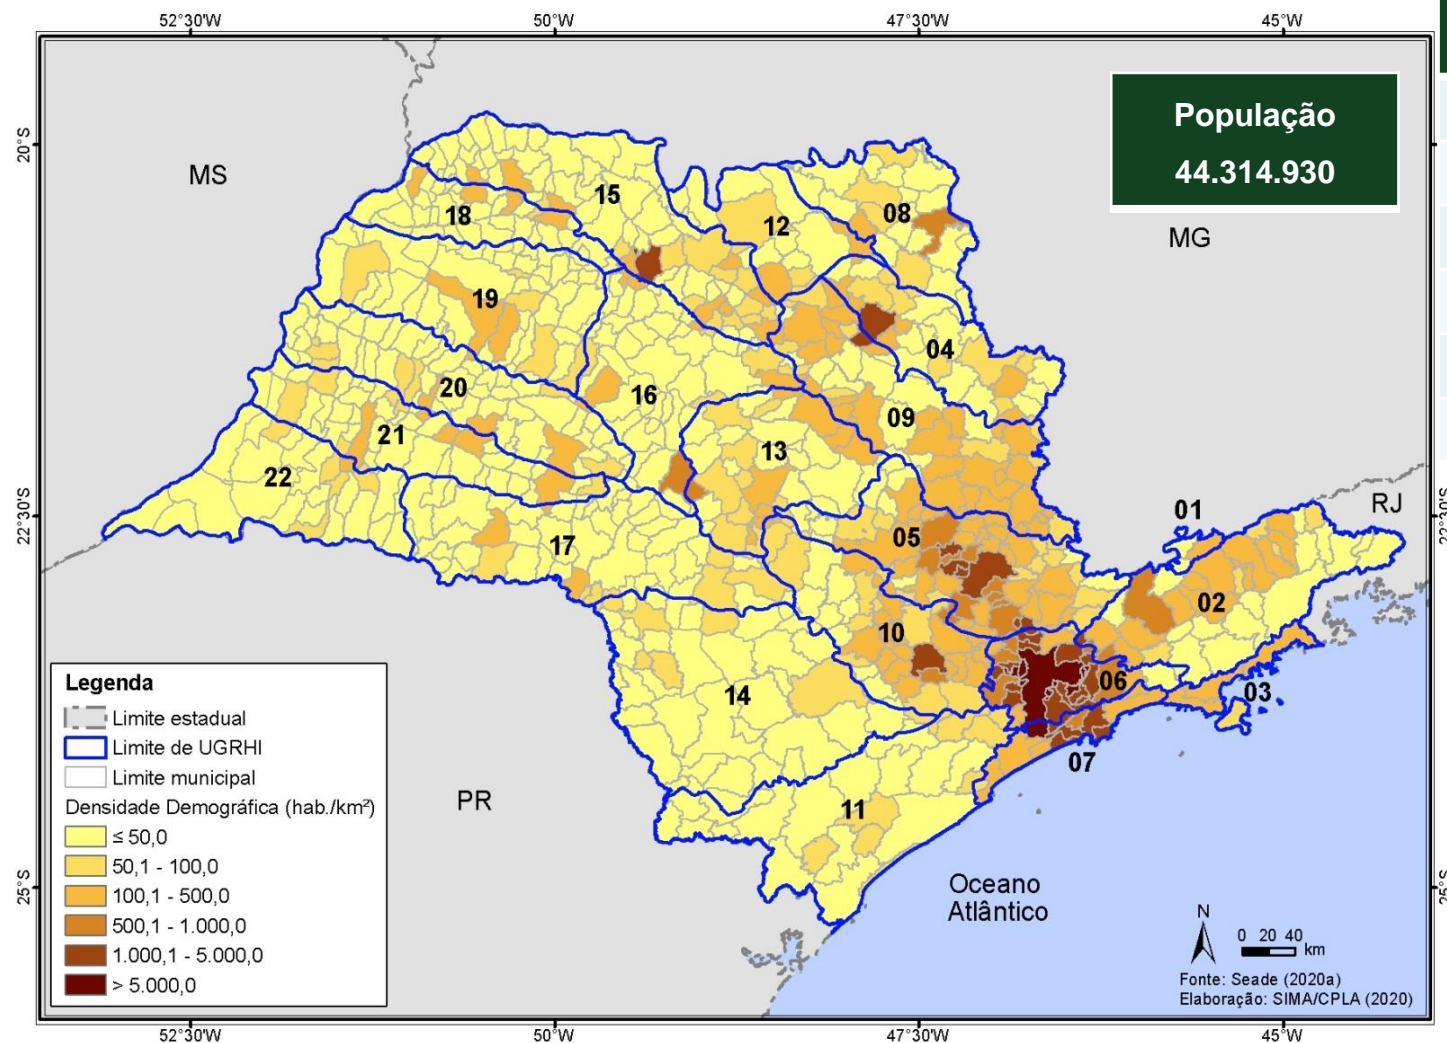 52°30'W
50°W
47°30'W
45°W
20°S
22°30'S
25°S
População
44.314.930
MS
MG
RJ
PR
15
18
12
08
19
04
20
16
09
21
13
22
01
05
17
02
10
06
03
14
07
11
Oceano
Atlântico
Legenda
Limite estadual
Limite de UGRHI
Limite municipal
Densidade Demográfica (hab./km²)
≤ 50,0
50,1 - 100,0
100,1 - 500,0
500,1 - 1.000,0
1.000,1 - 5.000,0
> 5.000,0
N
0 20 40
km
Fonte: Seade (2020a)
Elaboração: SIMA/CPLA (2020)
20°S
22°30'S
25°S
52°30'W
50°W
47°30'W
45°W